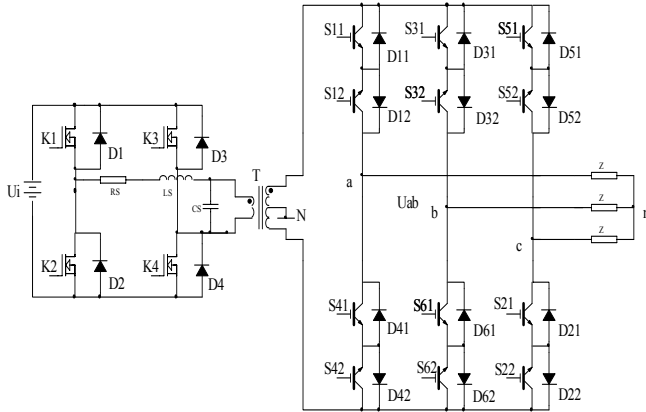 S11 D11 S31 D31 S51 D51
S12 D12 S32 D32 S52 D52
K1 D1 K3 D3
Ui RS LS CS T N
a Uab b c
Z
Z
Z
K2 D2 K4 D4
S41 D41 S61 D61 S21 D21
S42 D42 S62 D62 S22 D22